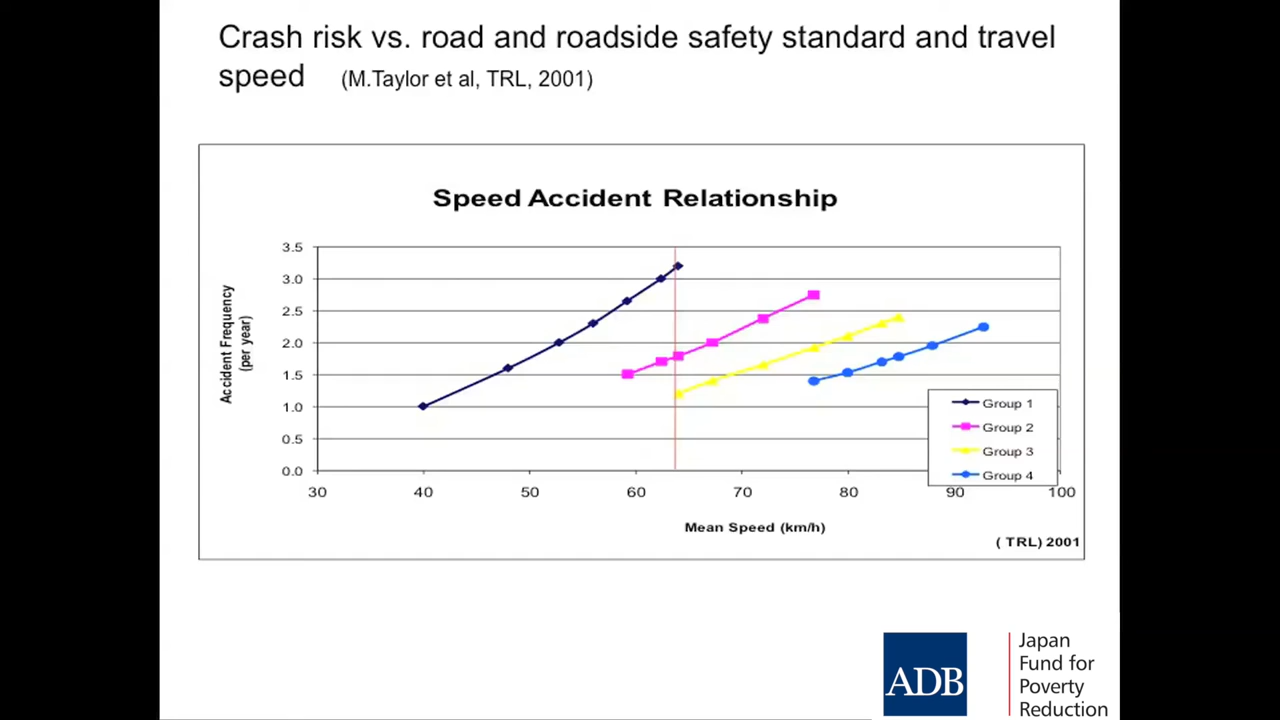 Crash risk vs. road and roadside safety standard and travel
speed (M.Taylor et al, TRL, 2001)
Speed Accident Relationship
Accident Frequency
(per year)
3.5
3.0
2.5
2.0
1.5
1.0
0.5
0.0
30 40 50 60 70 80 90 100
Group 1
Group 2
Group 3
Group 4
Mean Speed (km/h)
( TRL) 2001
ADB
Japan
Fund for
Poverty
Reduction